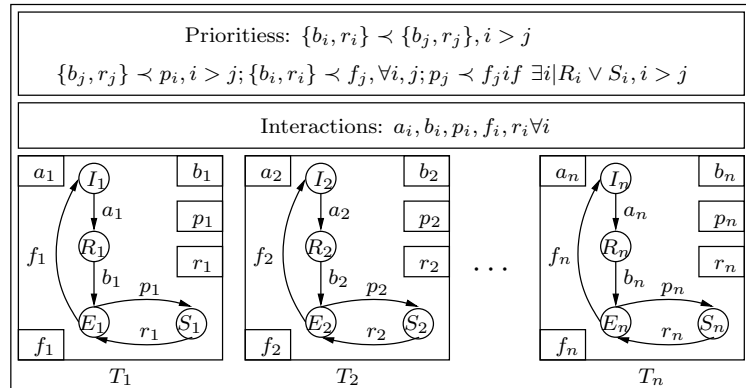 Prioritiess: {b_i, r_i} ≺ {b_j, r_j}, i > j
{b_j, r_j} ≺ p_i, i > j; {b_i, r_i} ≺ f_j, ∀i, j; p_j ≺ f_j if ∃i|R_i ∨ S_i, i > j
Interactions: a_i, b_i, p_i, f_i, r_i ∀i
a_1 I_1 b_1 a_2 I_2 b_2 a_n I_n b_n
a_1 p_1 a_2 p_2 a_n p_n
f_1 R_1 r_1 f_2 R_2 r_2 ... f_n R_n r_n
b_1 p_1 b_2 p_2 b_n p_n
E_1 S_1 E_2 S_2 E_n S_n
f_1 r_1 f_2 r_2 f_n r_n
T_1 T_2 T_n